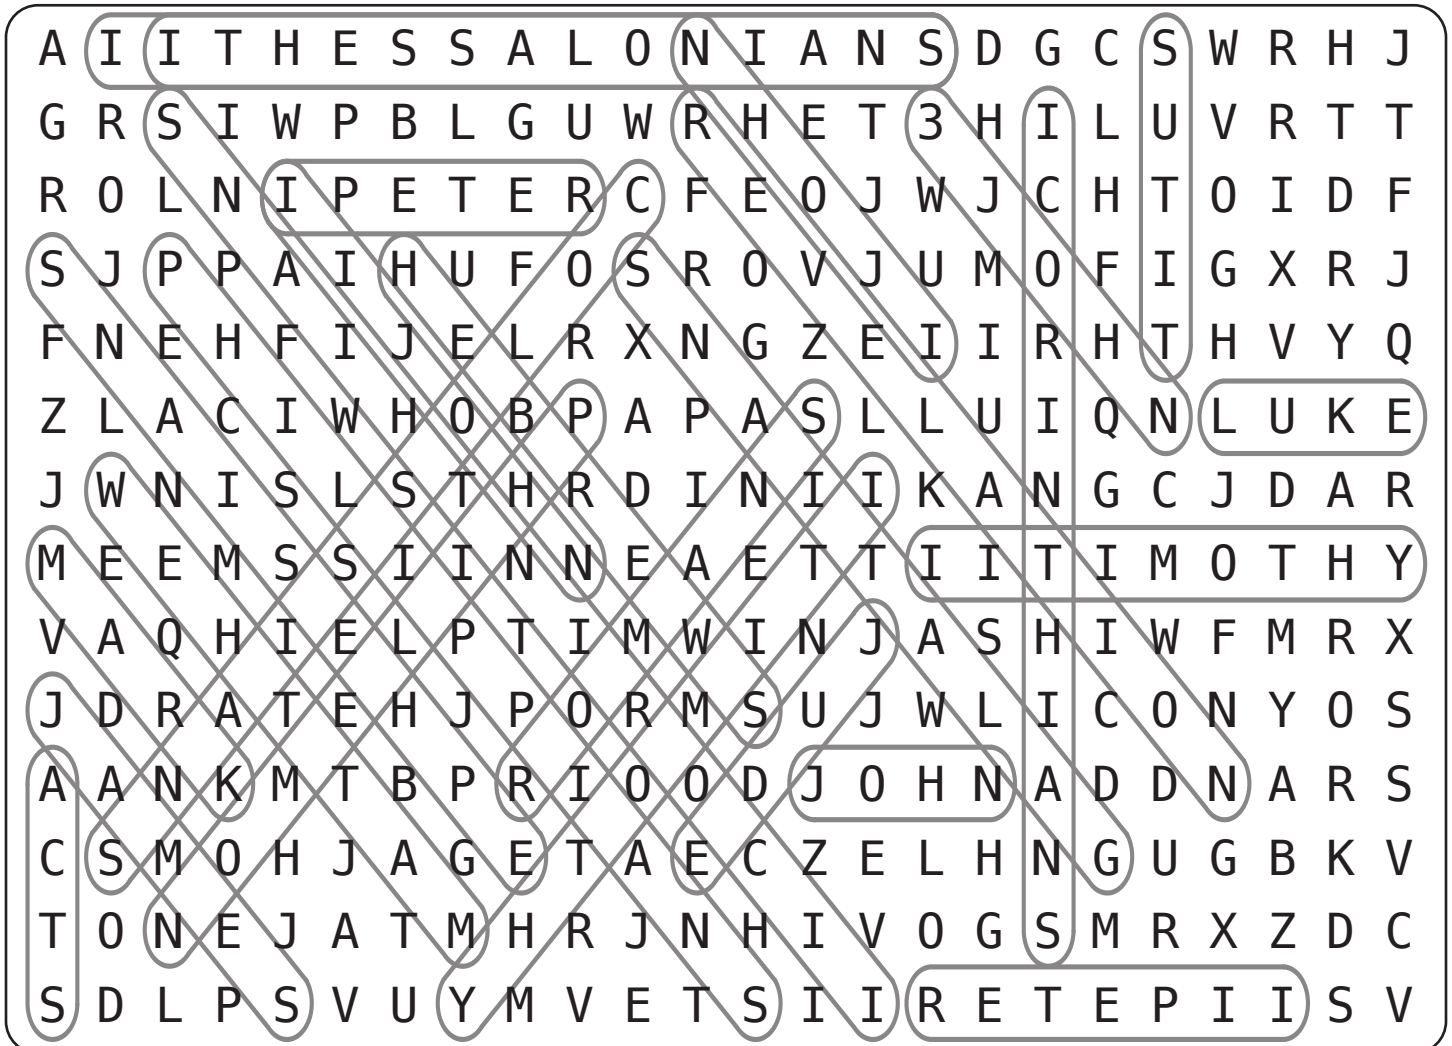 A I I T H E S S A L O N I A N S D G C S W R H J
G R S I W P B L G U W R H E T 3 H I L U V R T T
R O L N I P E T E R C F E O J W J C H T O I D F
S J P P A I H U F O S R O V J U M O F I G X R J
F N E H F I J E L R X N G Z E I I R H T H V Y Q
Z L A C I W H O B P A P A S L L U I Q N L U K E
J W N I S L S T H R D I N I I K A N G C J D A R
M E E M S S I I N N E A E T T I I T I M O T H Y
V A Q H I E L P T I M W I N J A S H I W F M R X
J D R A T E H J P O R M S U J W L I C O N Y O S
A A N K M T B P R I O O D J O H N A D D N A R S
C S M O H J A G E T A E C Z E L H N G U G B K V
T O N E J A T M H R J N H I V O G S M R X Z D C
S D L P S V U Y M V E T S I I R E T E P I I S V